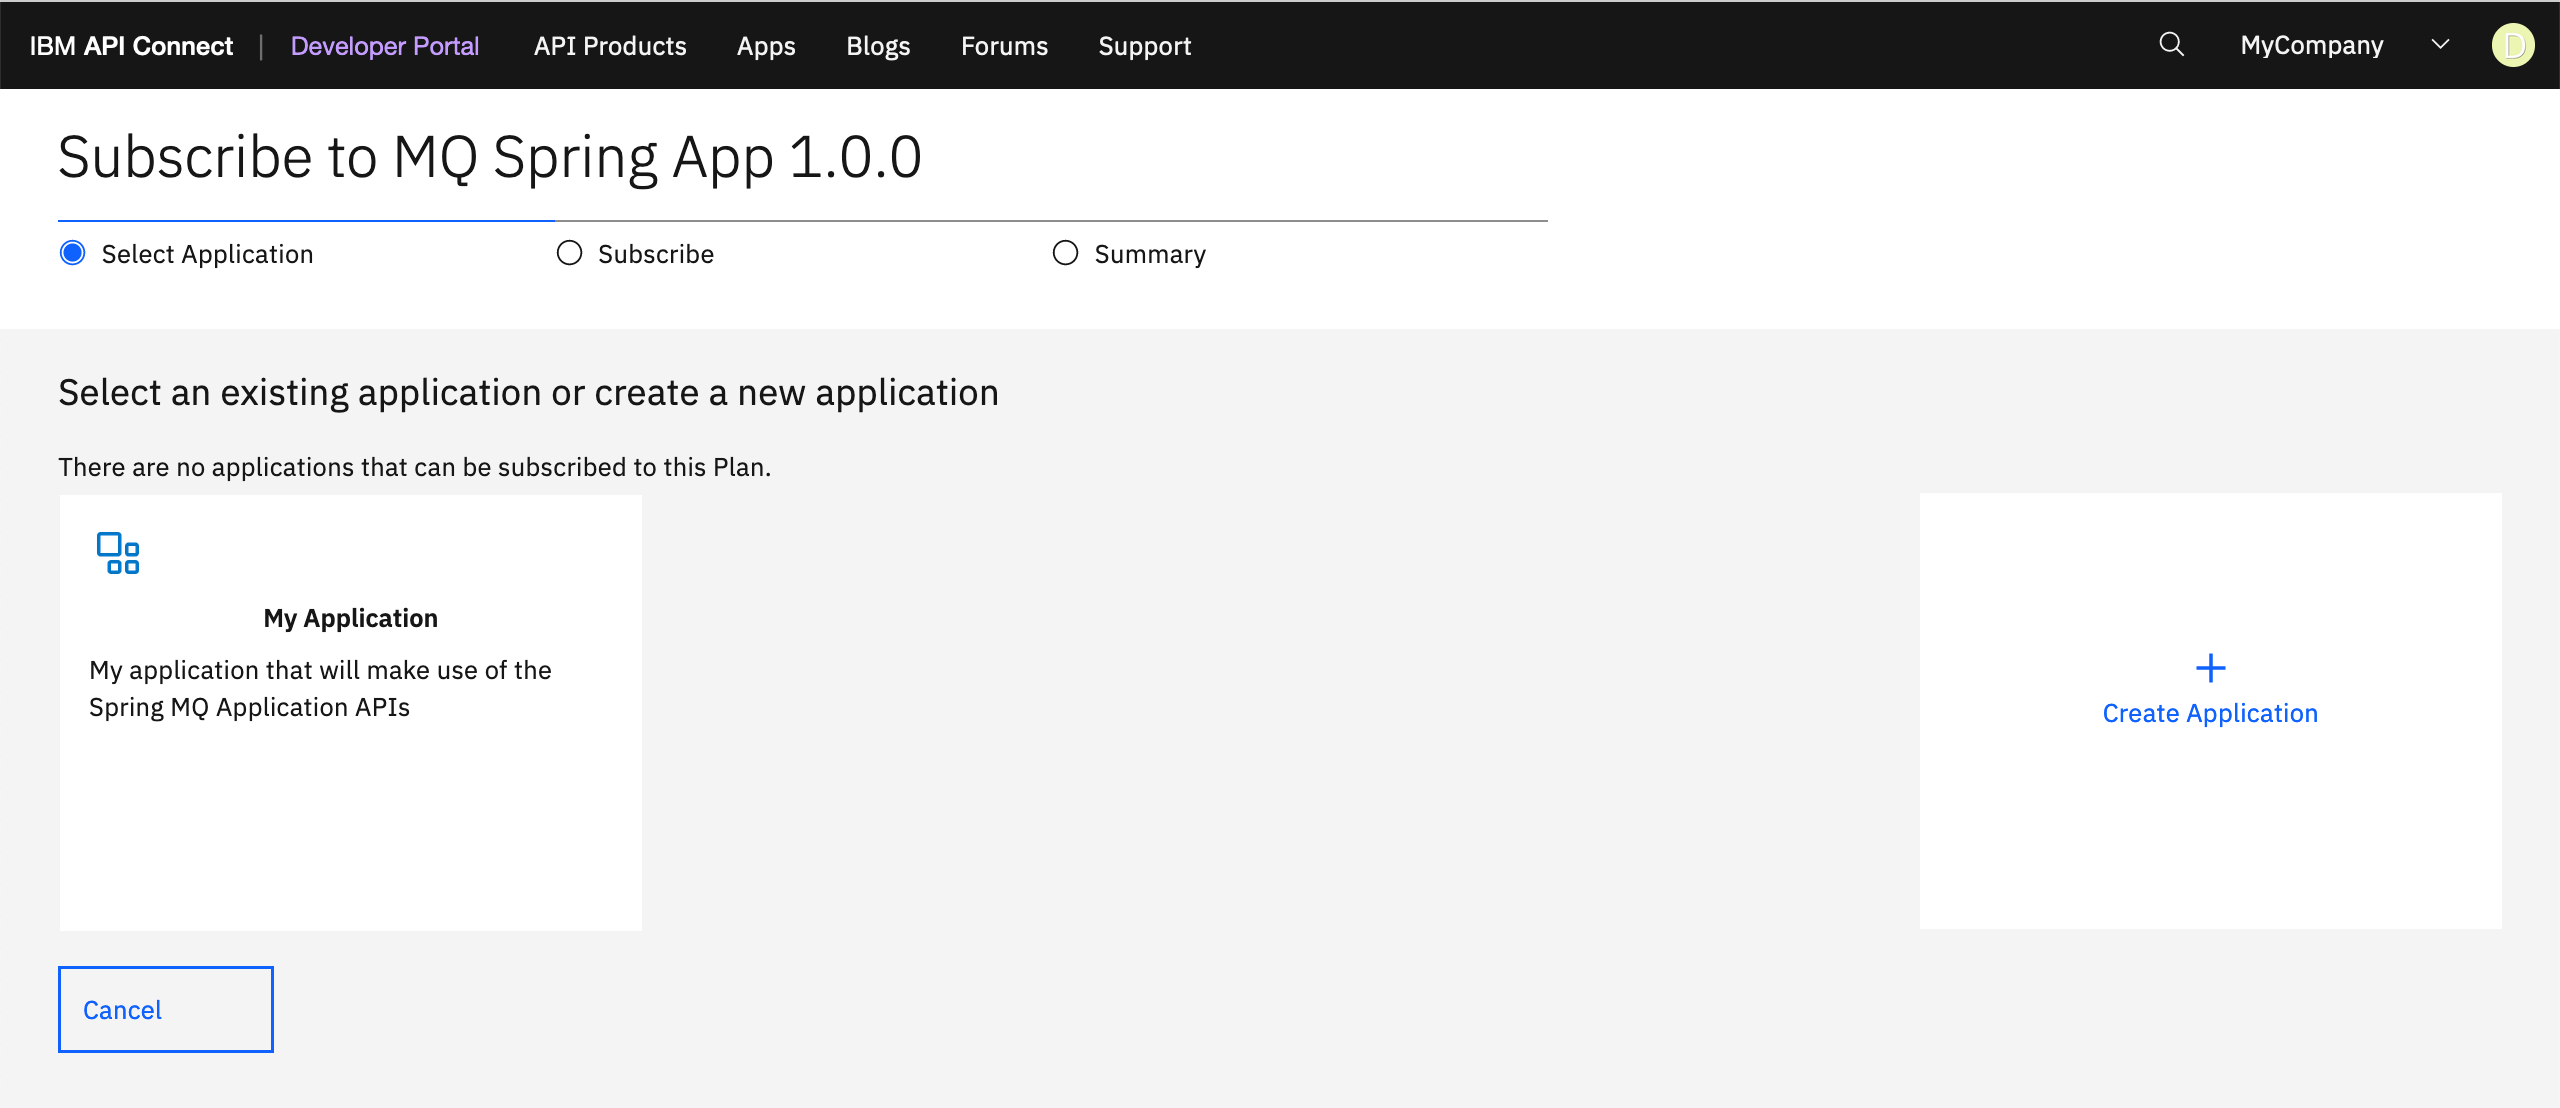 IBM API Connect | Developer Portal API Products Apps Blogs Forums Support MyCompany D
Subscribe to MQ Spring App 1.0.0
Select Application Subscribe Summary
Select an existing application or create a new application
There are no applications that can be subscribed to this Plan.
My Application
My application that will make use of the
Spring MQ Application APIs
Create Application
Cancel